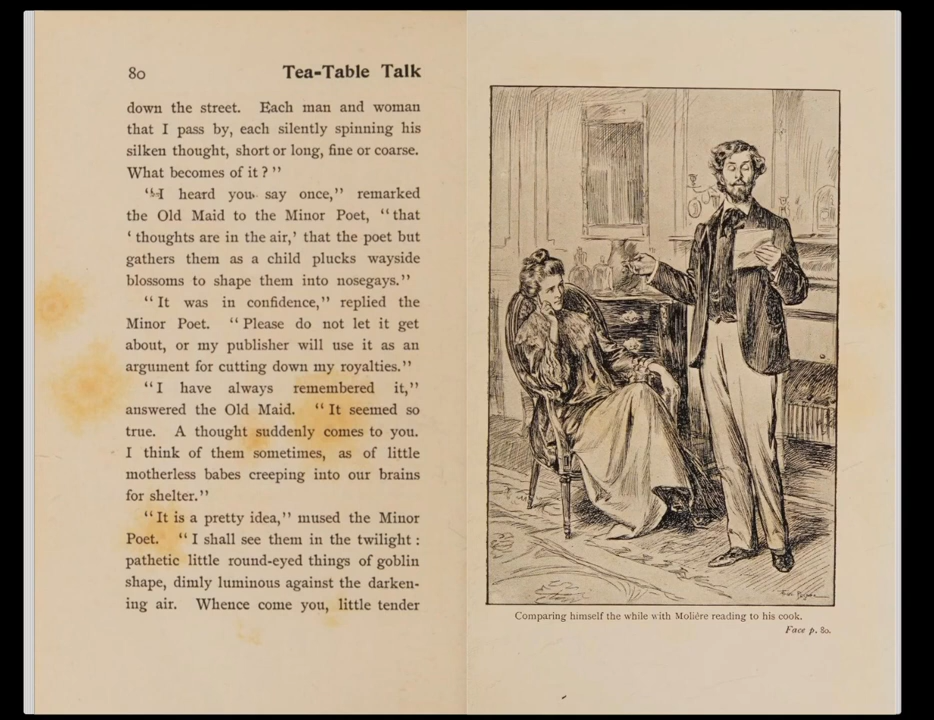 80 Tea-Table Talk
down the street. Each man and woman
that I pass by, each silently spinning his
silken thought, short or long, fine or coarse.
What becomes of it ? ”
“ I heard you say once,” remarked
the Old Maid to the Minor Poet, “ that
‘ thoughts are in the air,’ that the poet but
gathers them as a child plucks wayside
blossoms to shape them into nosegays.”
“ It was in confidence,” replied the
Minor Poet. “ Please do not let it get
about, or my publisher will use it as an
argument for cutting down my royalties.”
“ I have always remembered it,”
answered the Old Maid. “ It seemed so
true. A thought suddenly comes to you.
I think of them sometimes, as of little
motherless babes creeping into our brains
for shelter.”
“ It is a pretty idea,” mused the Minor
Poet. “ I shall see them in the twilight :
pathetic little round-eyed things of goblin
shape, dimly luminous against the darken-
ing air. Whence come you, little tender
Comparing himself the while with Molière reading to his cook.
Face p. 80.